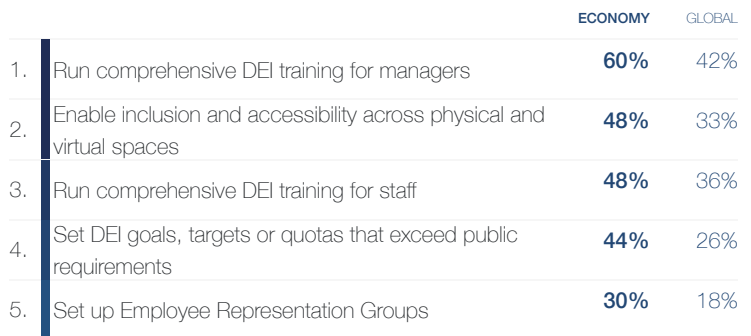 ECONOMY GLOBAL
1. Run comprehensive DEI training for managers 60% 42%
2. Enable inclusion and accessibility across physical and virtual spaces 48% 33%
3. Run comprehensive DEI training for staff 48% 36%
4. Set DEI goals, targets or quotas that exceed public requirements 44% 26%
5. Set up Employee Representation Groups 30% 18%